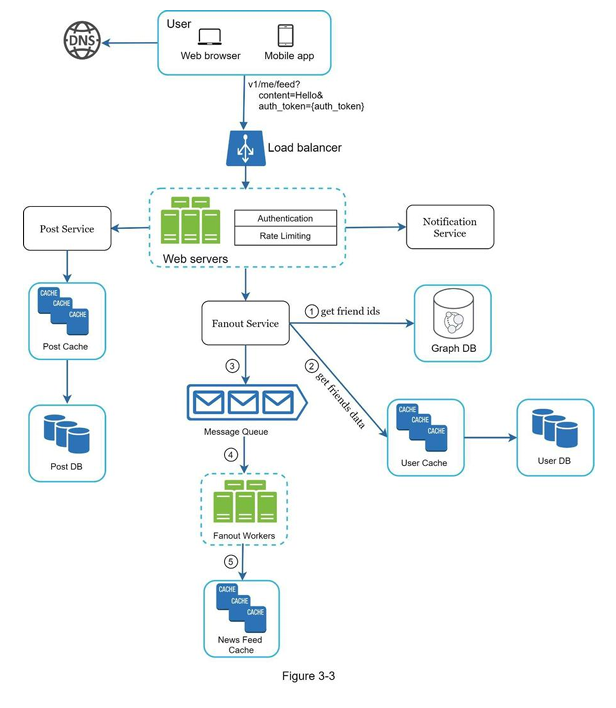 User
DNS
Web browser
Mobile app
v1/me/feed?
content=Hello&
auth_token={auth_token}
Load balancer
Post Service
Authentication
Rate Limiting
Web servers
Notification
Service
CACHE
CACHE
CACHE
Post Cache
Fanout Service
1 get friend ids
Graph DB
2 get friends data
3
Message Queue
CACHE
CACHE
CACHE
User Cache
User DB
Post DB
4
Fanout Workers
5
CACHE
CACHE
CACHE
News Feed
Cache
Figure 3-3